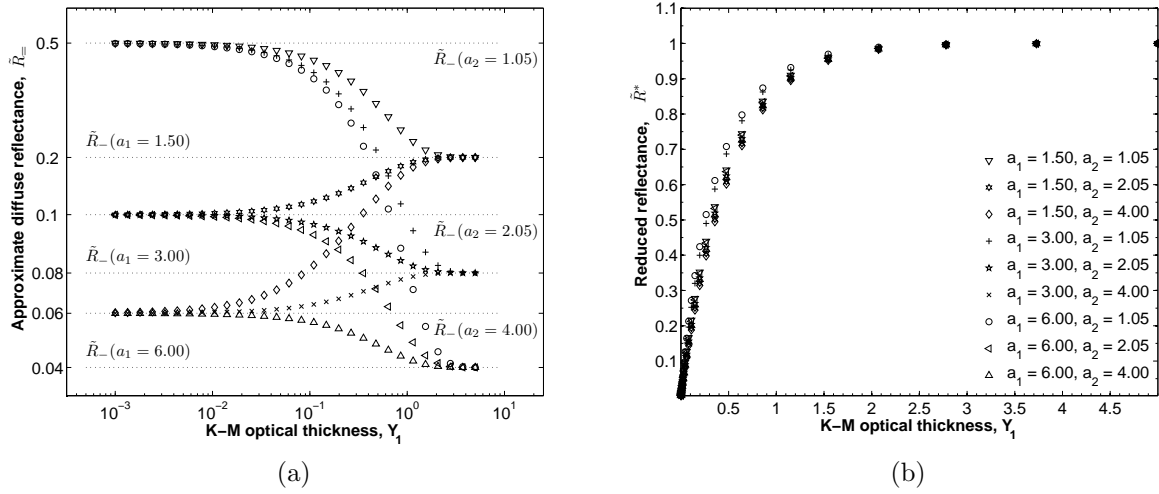 Approximate diffuse reflectance, R̃₌
0.5
0.2
0.1
0.08
0.06
0.04
R̃₋(a₂ = 1.05)
R̃₋(a₁ = 1.50)
R̃₋(a₂ = 2.05)
R̃₋(a₁ = 3.00)
R̃₋(a₂ = 4.00)
R̃₋(a₁ = 6.00)
10⁻³ 10⁻² 10⁻¹ 10⁰ 10¹
K−M optical thickness, Y₁
(a)
Reduced reflectance, R̃*
1
0.9
0.8
0.7
0.6
0.5
0.4
0.3
0.2
0.1
a₁ = 1.50, a₂ = 1.05
a₁ = 1.50, a₂ = 2.05
a₁ = 1.50, a₂ = 4.00
a₁ = 3.00, a₂ = 1.05
a₁ = 3.00, a₂ = 2.05
a₁ = 3.00, a₂ = 4.00
a₁ = 6.00, a₂ = 1.05
a₁ = 6.00, a₂ = 2.05
a₁ = 6.00, a₂ = 4.00
0.5 1 1.5 2 2.5 3 3.5 4 4.5
K−M optical thickness, Y₁
(b)